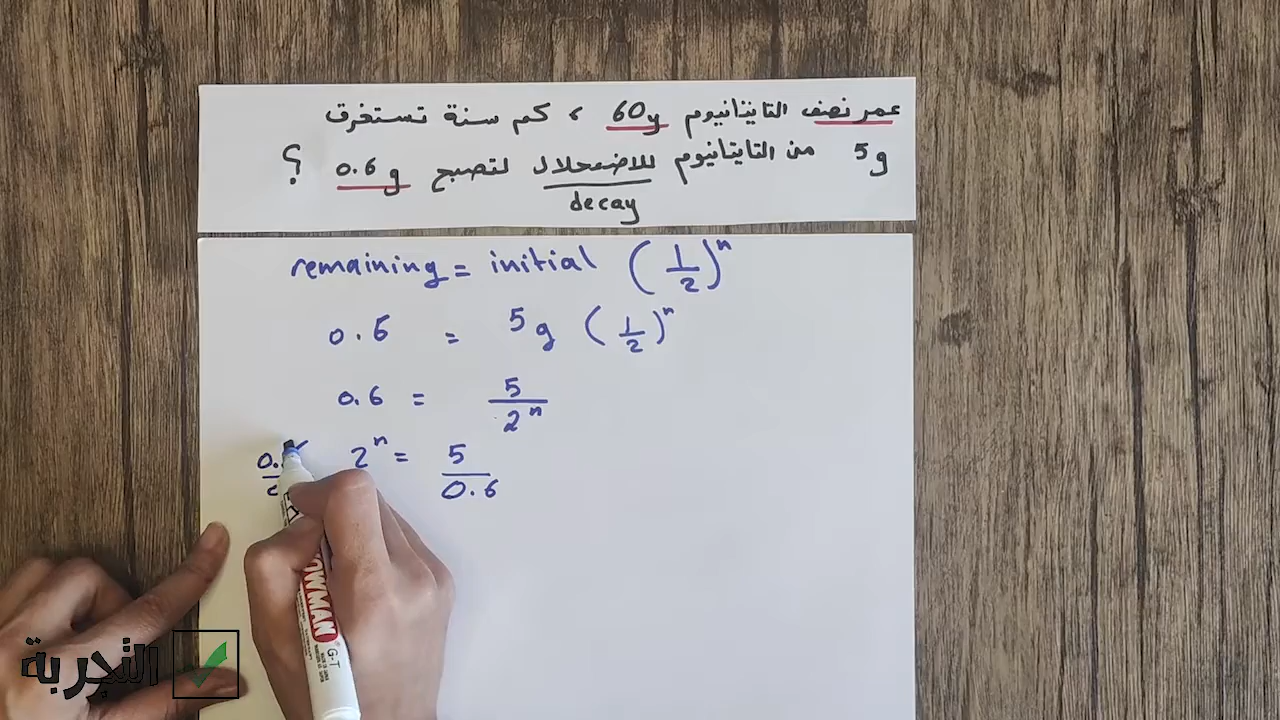 عمر نصف التايتانيوم 60y ، كم سنة تستغرق
5g من التايتانيوم للاضمحلال لتصبح 0.6g ؟
decay
remaining = initial (1/2)^n
0.6 = 5g (1/2)^n
0.6 = 5/2^n
2^n = 5/0.6
OWMAN
G-T
التجربة